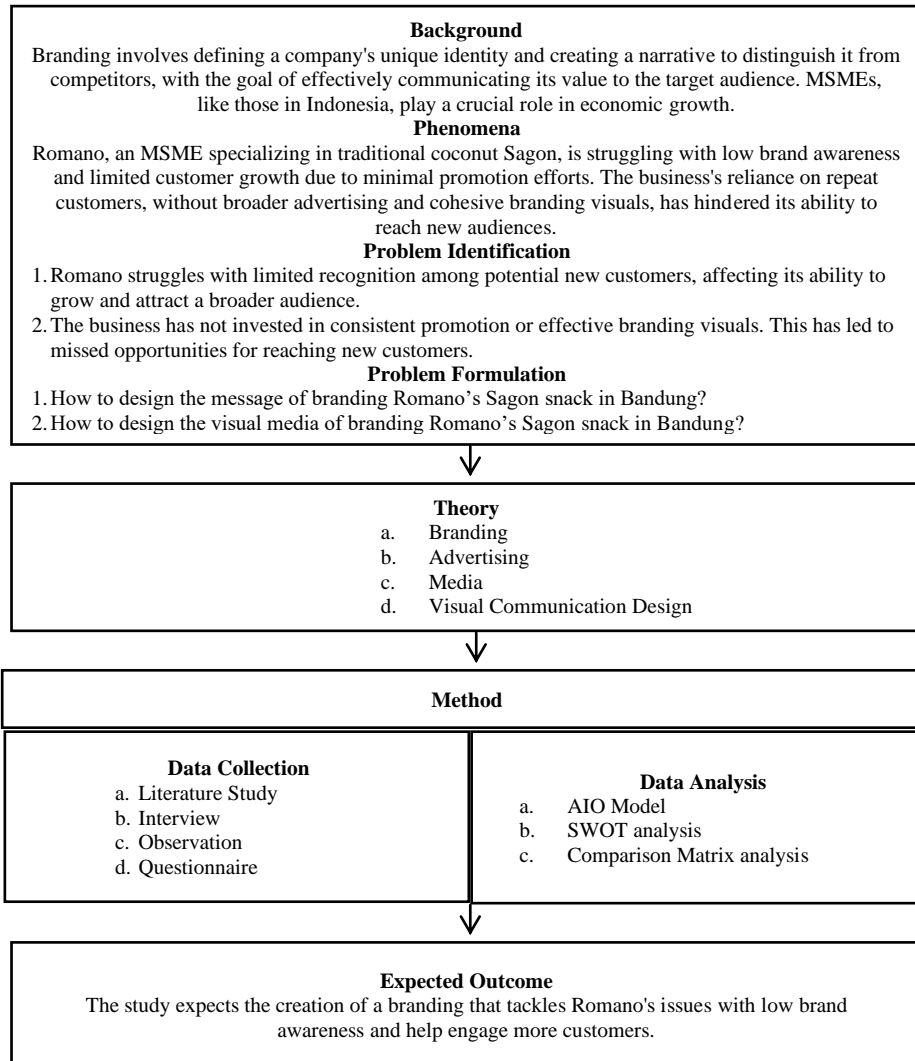 Background
Branding involves defining a company's unique identity and creating a narrative to distinguish it from
competitors, with the goal of effectively communicating its value to the target audience. MSMEs,
like those in Indonesia, play a crucial role in economic growth.
Phenomena
Romano, an MSME specializing in traditional coconut Sagon, is struggling with low brand awareness
and limited customer growth due to minimal promotion efforts. The business's reliance on repeat
customers, without broader advertising and cohesive branding visuals, has hindered its ability to
reach new audiences.
Problem Identification
1. Romano struggles with limited recognition among potential new customers, affecting its ability to
grow and attract a broader audience.
2. The business has not invested in consistent promotion or effective branding visuals. This has led to
missed opportunities for reaching new customers.
Problem Formulation
1. How to design the message of branding Romano’s Sagon snack in Bandung?
2. How to design the visual media of branding Romano’s Sagon snack in Bandung?
Theory
a. Branding
b. Advertising
c. Media
d. Visual Communication Design
Method
Data Collection
a. Literature Study
b. Interview
c. Observation
d. Questionnaire
Data Analysis
a. AIO Model
b. SWOT analysis
c. Comparison Matrix analysis
Expected Outcome
The study expects the creation of a branding that tackles Romano's issues with low brand
awareness and help engage more customers.